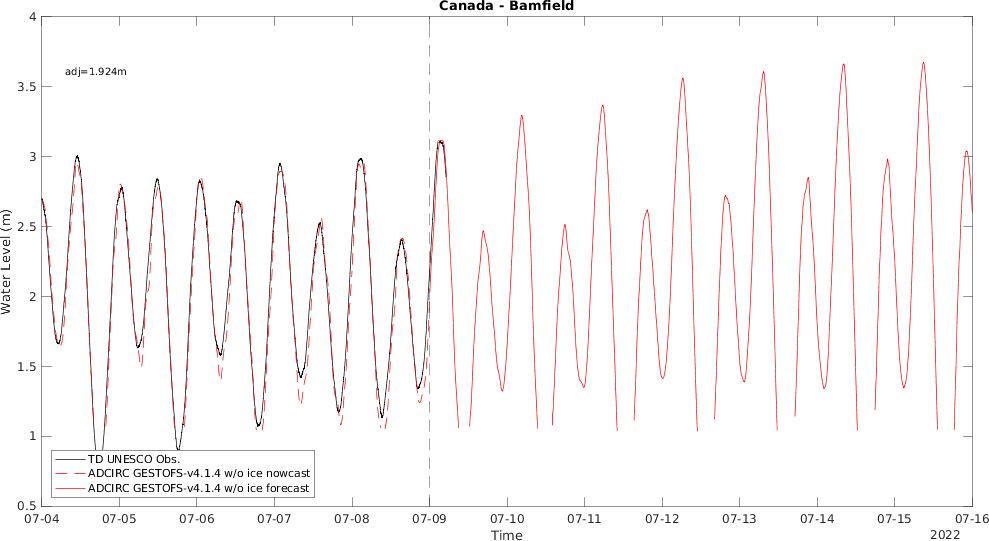 Canada - Bamfield
adj=1.924m
Water Level (m)
4
3.5
3
2.5
2
1.5
1
0.5
TD UNESCO Obs.
ADCIRC GESTOFS-v4.1.4 w/o ice nowcast
ADCIRC GESTOFS-v4.1.4 w/o ice forecast
07-04 07-05 07-06 07-07 07-08 07-09 07-10 07-11 07-12 07-13 07-14 07-15 07-16
Time
2022